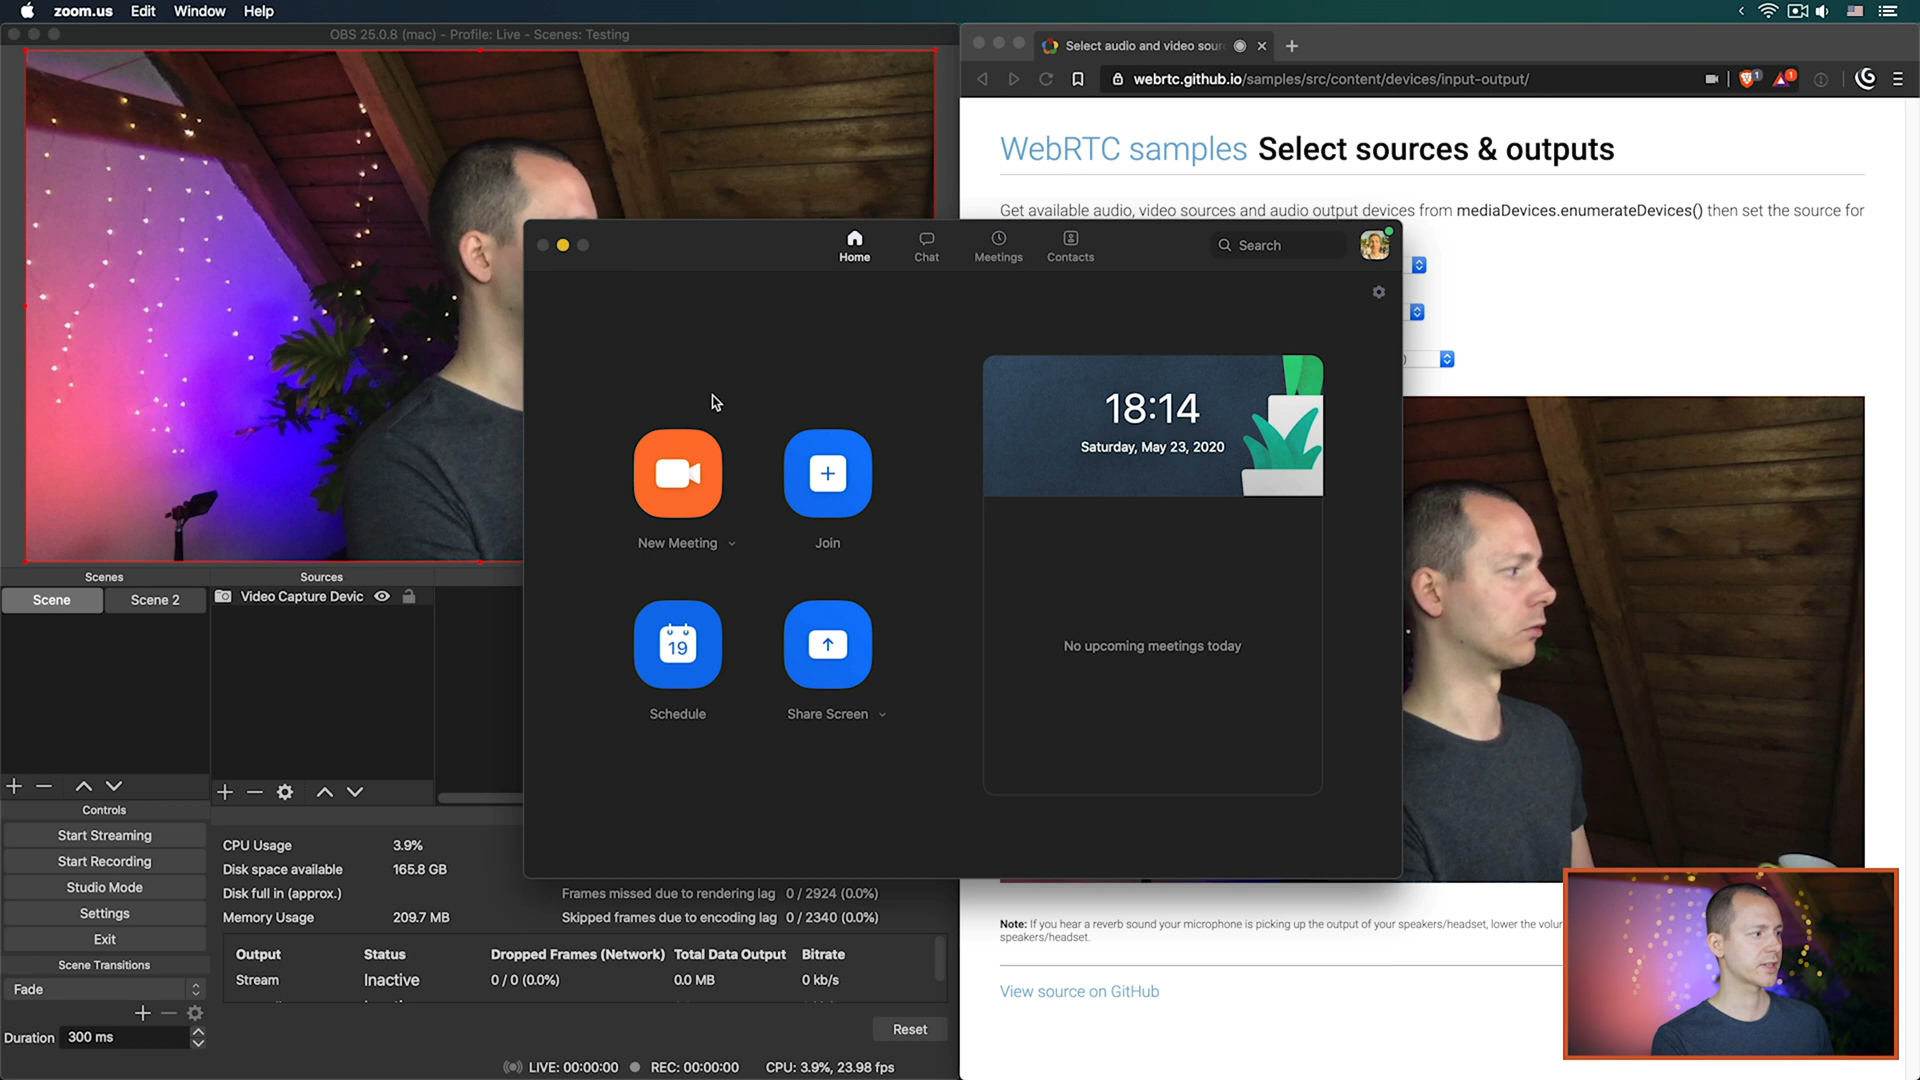 zoom.us Edit Window Help
OBS 25.0.8 (mac) - Profile: Live - Scenes: Testing
Select audio and video sour
webrtc.github.io/samples/src/content/devices/input-output/
1
1
WebRTC samples Select sources & outputs
Get available audio, video sources and audio output devices from mediaDevices.enumerateDevices() then set the source for
Home
Chat
Meetings
Contacts
Search
18:14
Saturday, May 23, 2020
New Meeting
Join
No upcoming meetings today
19
Schedule
Share Screen
Scenes
Sources
Scene
Scene 2
Video Capture Devic
Controls
Start Streaming
Start Recording
Studio Mode
Settings
Exit
Scene Transitions
Fade
Duration 300 ms
CPU Usage 3.9%
Disk space available 165.8 GB
Disk full in (approx.)
Memory Usage 209.7 MB
Frames missed due to rendering lag 0 / 2924 (0.0%)
Skipped frames due to encoding lag 0 / 2340 (0.0%)
Output Status Dropped Frames (Network) Total Data Output Bitrate
Stream Inactive 0 / 0 (0.0%) 0.0 MB 0 kb/s
Reset
LIVE: 00:00:00 REC: 00:00:00 CPU: 3.9%, 23.98 fps
Note: If you hear a reverb sound your microphone is picking up the output of your speakers/headset, lower the volu
speakers/headset.
View source on GitHub